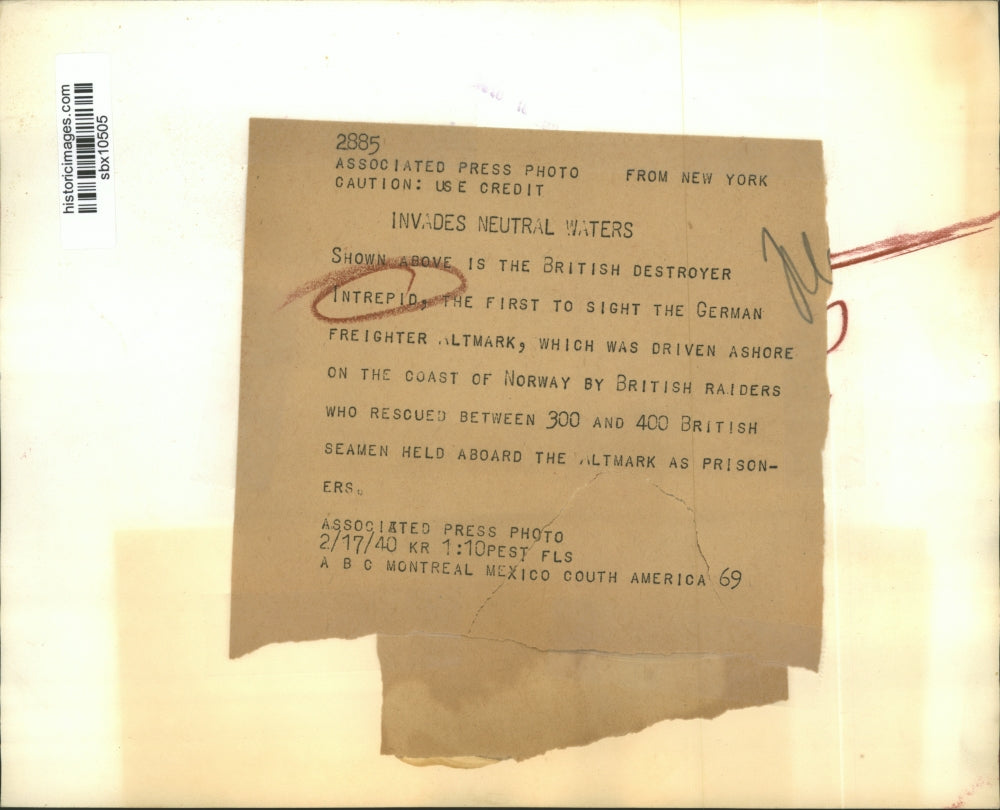 historicimages.com
sbx10505
2885
ASSOCIATED PRESS PHOTO FROM NEW YORK
CAUTION: USE CREDIT
INVADES NEUTRAL WATERS
SHOWN ABOVE IS THE BRITISH DESTROYER
INTREPID, THE FIRST TO SIGHT THE GERMAN
FREIGHTER ALTMARK, WHICH WAS DRIVEN ASHORE
ON THE COAST OF NORWAY BY BRITISH RAIDERS
WHO RESCUED BETWEEN 300 AND 400 BRITISH
SEAMEN HELD ABOARD THE ALTMARK AS PRISON-
ERS.
ASSOCIATED PRESS PHOTO
2/17/40 KR 1:10PEST FLS
A B C MONTREAL MEXICO COUTH AMERICA 69